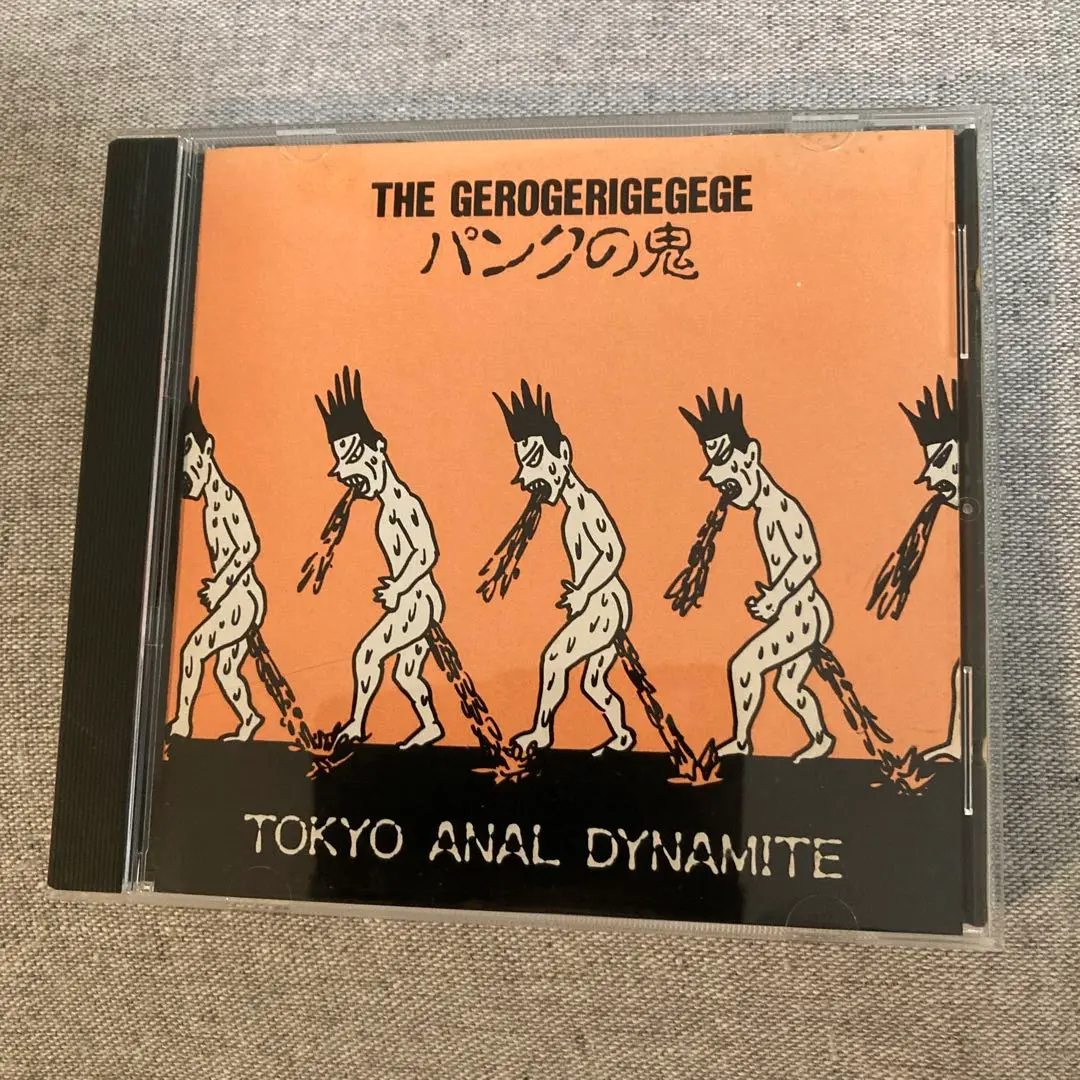 THE GEROGERIGEGEGE
パンクの鬼
TOKYO ANAL DYNAMITE